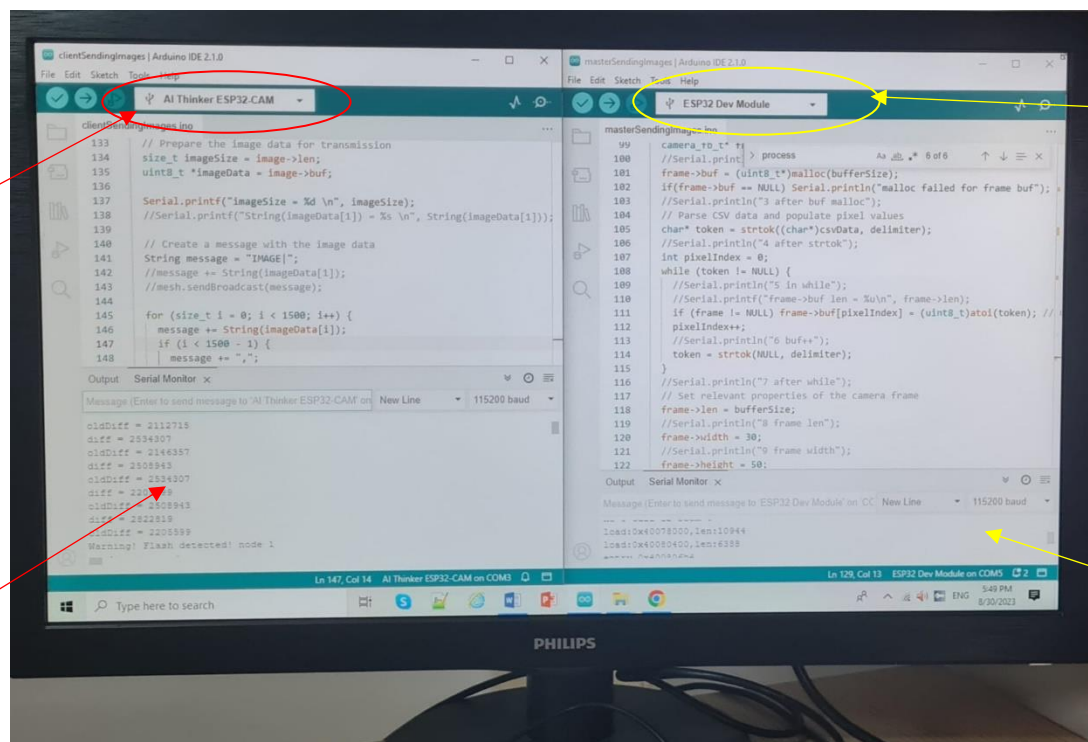 clientSendingImages | Arduino IDE 2.1.0
File Edit Sketch Tools Help
AI Thinker ESP32-CAM
clientSendingImages.ino
133 // Prepare the image data for transmission
134 size_t imageSize = image->len;
135 uint8_t *imageData = image->buf;
136
137 Serial.printf("imageSize = %d \n", imageSize);
138 //Serial.printf("String(imageData[1]) = %s \n", String(imageData[1]));
139
140 // Create a message with the image data
141 String message = "IMAGE|";
142 //message += String(imageData[1]);
143 //mesh.sendBroadcast(message);
144
145 for (size_t i = 0; i < 1500; i++) {
146 message += String(imageData[i]);
147 if (i < 1500 - 1) {
148 message += ",";
Output Serial Monitor x
Message (Enter to send message to 'AI Thinker ESP32-CAM' on New Line 115200 baud
oldDiff = 2112715
diff = 2534307
oldDiff = 2146357
diff = 2508943
oldDiff = 2534307
diff =
oldDiff = 2508943
diff = 2822819
oldDiff = 2205599
Warning! Flash detected! node 1
Ln 147, Col 14 AI Thinker ESP32-CAM on COM3
masterSendingImages | Arduino IDE 2.1.0
File Edit Sketch Tools Help
ESP32 Dev Module
masterSendingImages.ino
process Aa ab .* 6 of 6
99 camera_fb_t*
100 //Serial.print
101 frame->buf = (uint8_t*)malloc(bufferSize);
102 if(frame->buf == NULL) Serial.println("malloc failed for frame buf");
103 //Serial.println("3 after buf malloc");
104 // Parse CSV data and populate pixel values
105 char* token = strtok((char*)csvData, delimiter);
106 //Serial.println("4 after strtok");
107 int pixelIndex = 0;
108 while (token != NULL) {
109 //Serial.println("5 in while");
110 //Serial.printf("frame->buf len = %u\n", frame->len);
111 if (frame != NULL) frame->buf[pixelIndex] = (uint8_t)atoi(token); //
112 pixelIndex++;
113 //Serial.println("6 buf++");
114 token = strtok(NULL, delimiter);
115 }
116 //Serial.println("7 after while");
117 // Set relevant properties of the camera frame
118 frame->len = bufferSize;
119 //Serial.println("8 frame len");
120 frame->width = 30;
121 //Serial.println("9 frame width");
122 frame->height = 50;
Output Serial Monitor x
Message (Enter to send message to 'ESP32 Dev Module' on 'CC New Line 115200 baud
load:0x40078000,len:10944
load:0x40080400,len:6388
Ln 129, Col 13 ESP32 Dev Module on COM5 2
Type here to search
ENG
5:49 PM
8/30/2023
PHILIPS